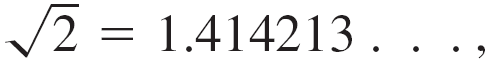 √2 = 1.414213 . . . ,